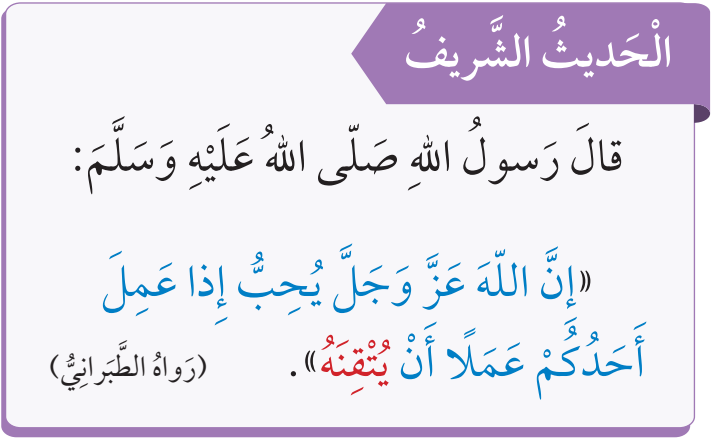 الْحَديثُ الشَّريفُ
قالَ رَسولُ اللهِ صَلّى اللهُ عَلَيْهِ وَسَلَّمَ:
«إِنَّ اللّهَ عَزَّ وَجَلَّ يُحِبُّ إِذا عَمِلَ
أَحَدُكُمْ عَمَلًا أَنْ يُتْقِنَهُ». (رَواهُ الطَّبَرانِيُّ)